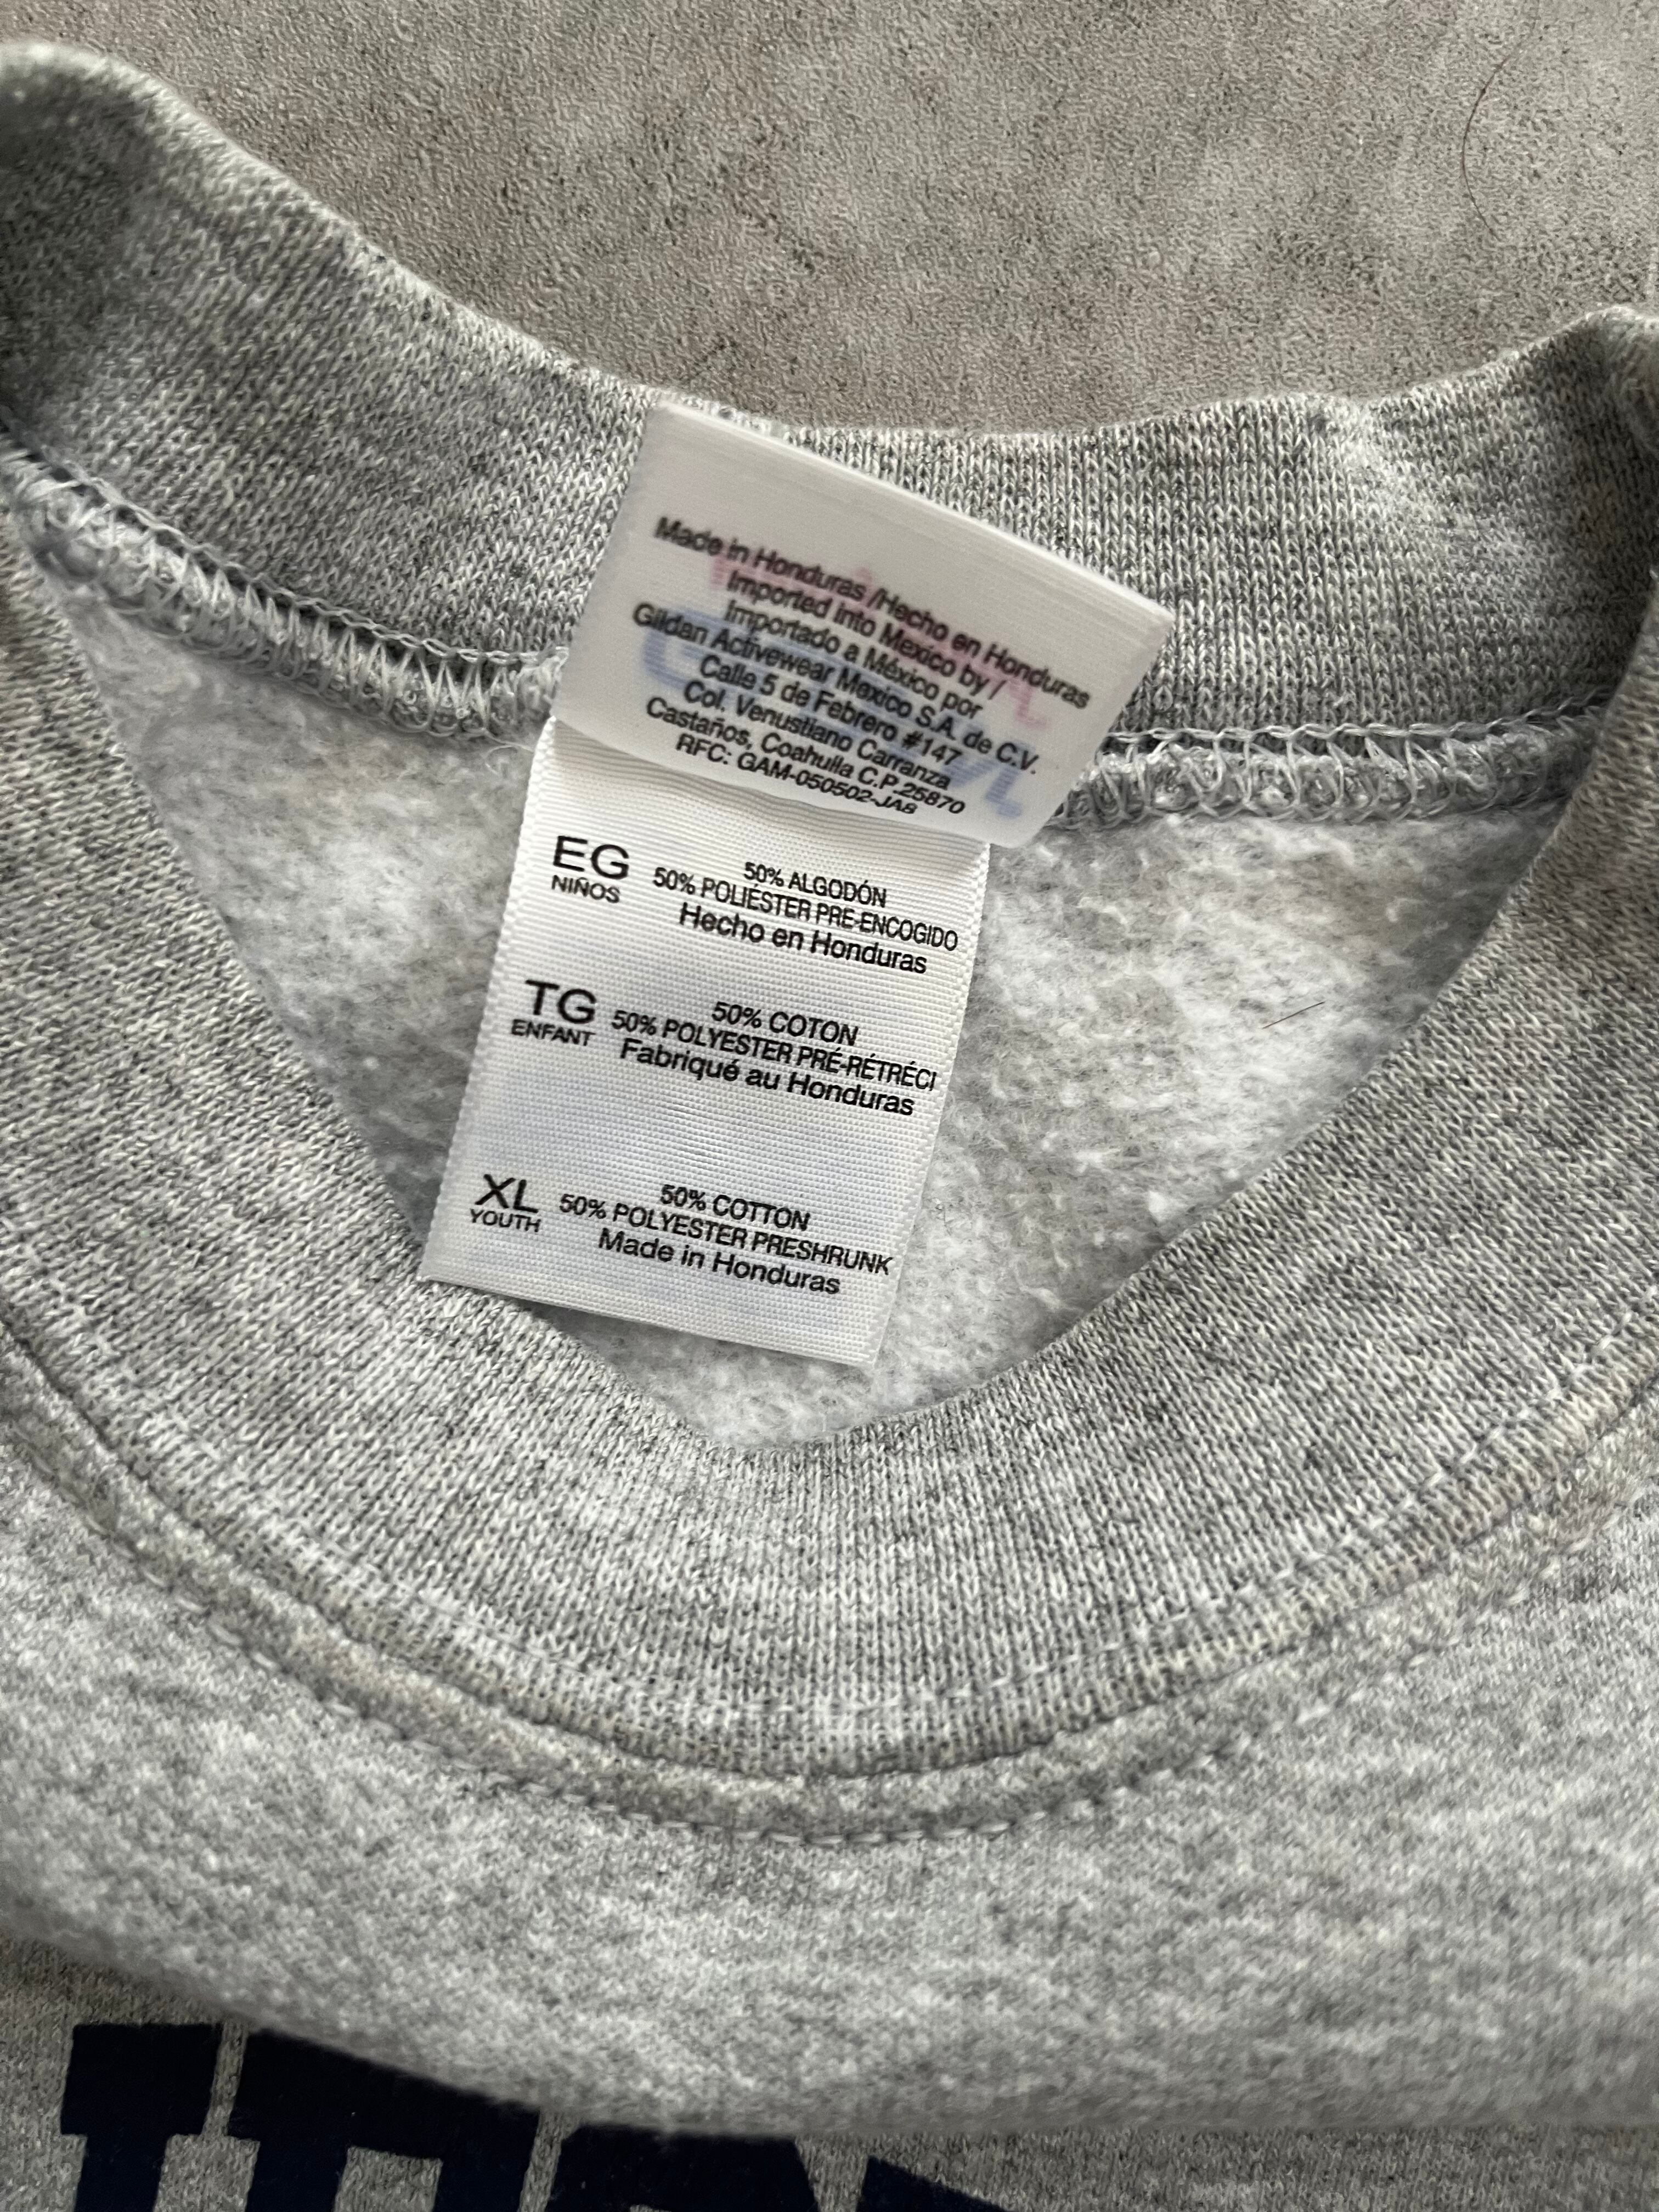 Made in Honduras /Hecho en Honduras
Imported into Mexico by /
Importado a México por
Gildan Activewear Mexico S.A. de C.V.
Calle 5 de Febrero #147
Col. Venustiano Carranza
Castaños, Coahuila C.P. 25870
RFC: GAM-050502-JA8
EG
NIÑOS
50% ALGODÓN
50% POLIÉSTER PRE-ENCOGIDO
Hecho en Honduras
TG
ENFANT
50% COTON
50% POLYESTER PRÉ-RÉTRÉCI
Fabriqué au Honduras
XL
YOUTH
50% COTTON
50% POLYESTER PRESHRUNK
Made in Honduras